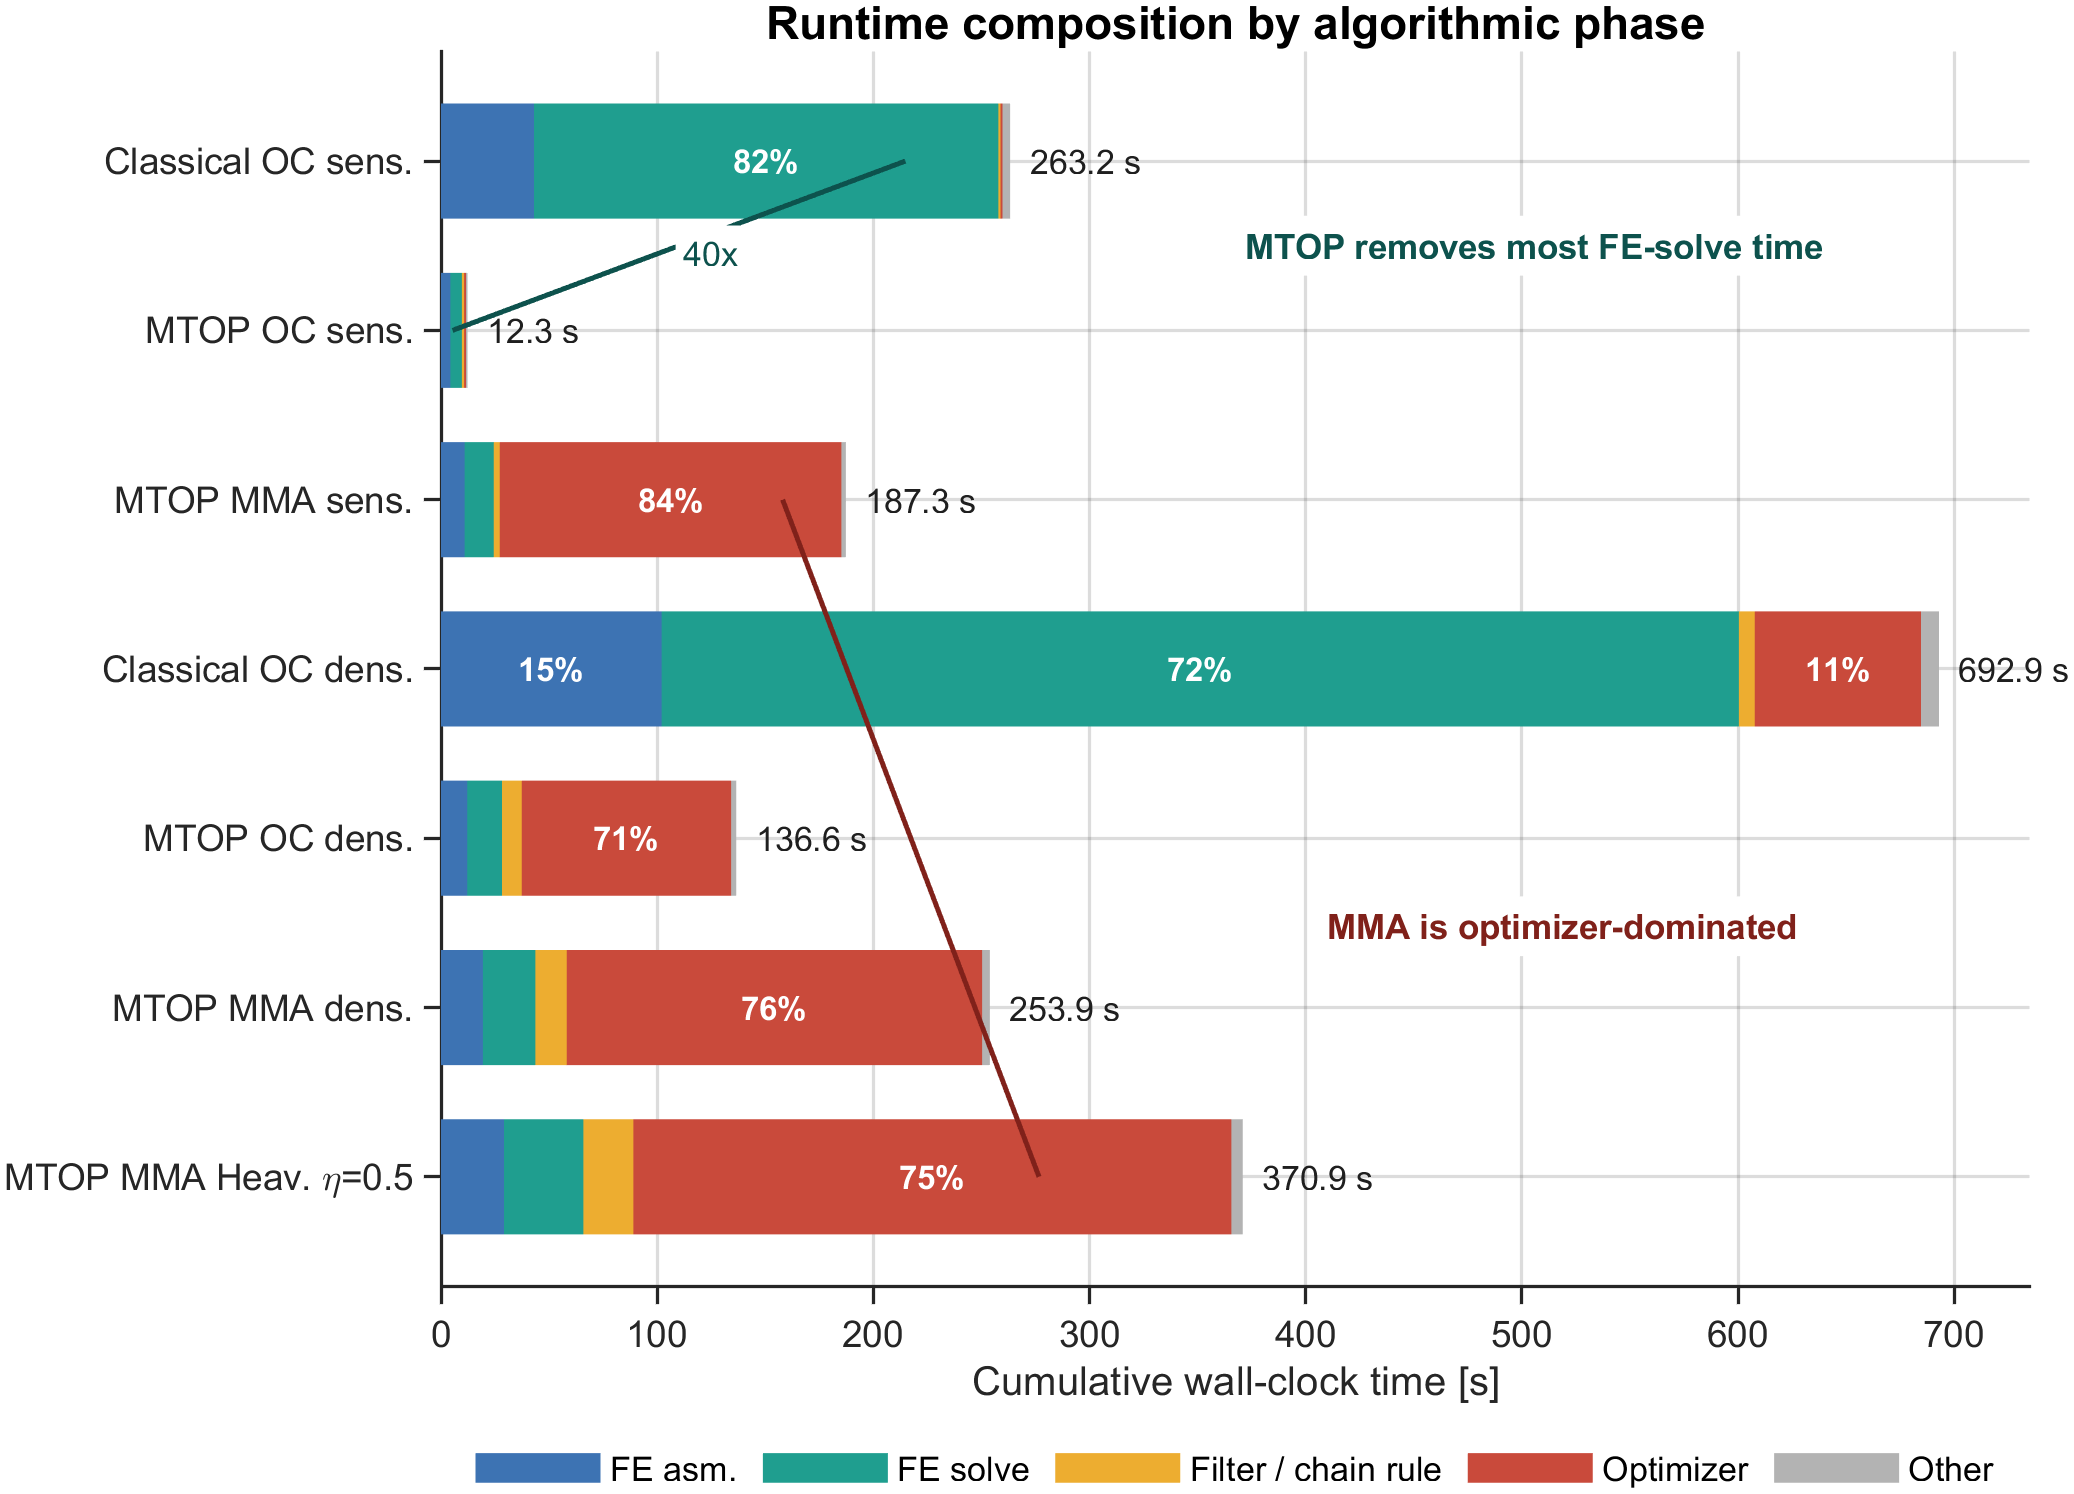 Runtime composition by algorithmic phase
Classical OC sens.
82%
263.2 s
40x
MTOP removes most FE-solve time
MTOP OC sens.
12.3 s
MTOP MMA sens.
84%
187.3 s
Classical OC dens.
15%
72%
11%
692.9 s
MTOP OC dens.
71%
136.6 s
MMA is optimizer-dominated
MTOP MMA dens.
76%
253.9 s
MTOP MMA Heav. η=0.5
75%
370.9 s
0 100 200 300 400 500 600 700
Cumulative wall-clock time [s]
FE asm. FE solve Filter / chain rule Optimizer Other